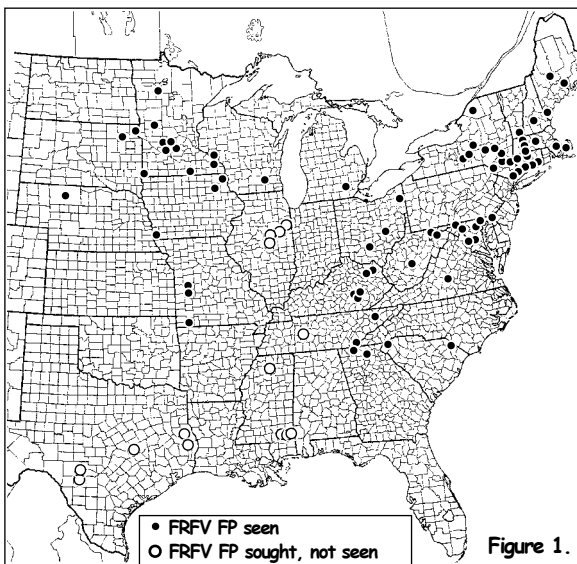 ● FRFV FP seen
○ FRFV FP sought, not seen
Figure 1.